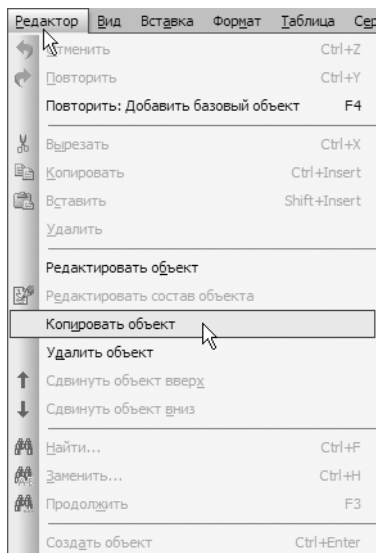 Редактор Вид Вставка Формат Таблица Сер
Отменить Ctrl+Z
Повторить Ctrl+Y
Повторить: Добавить базовый объект F4
Вырезать Ctrl+X
Копировать Ctrl+Insert
Вставить Shift+Insert
Удалить
Редактировать объект
Редактировать состав объекта
Копировать объект
Удалить объект
Сдвинуть объект вверх
Сдвинуть объект вниз
Найти... Ctrl+F
Заменить... Ctrl+H
Продолжить F3
Создать объект Ctrl+Enter